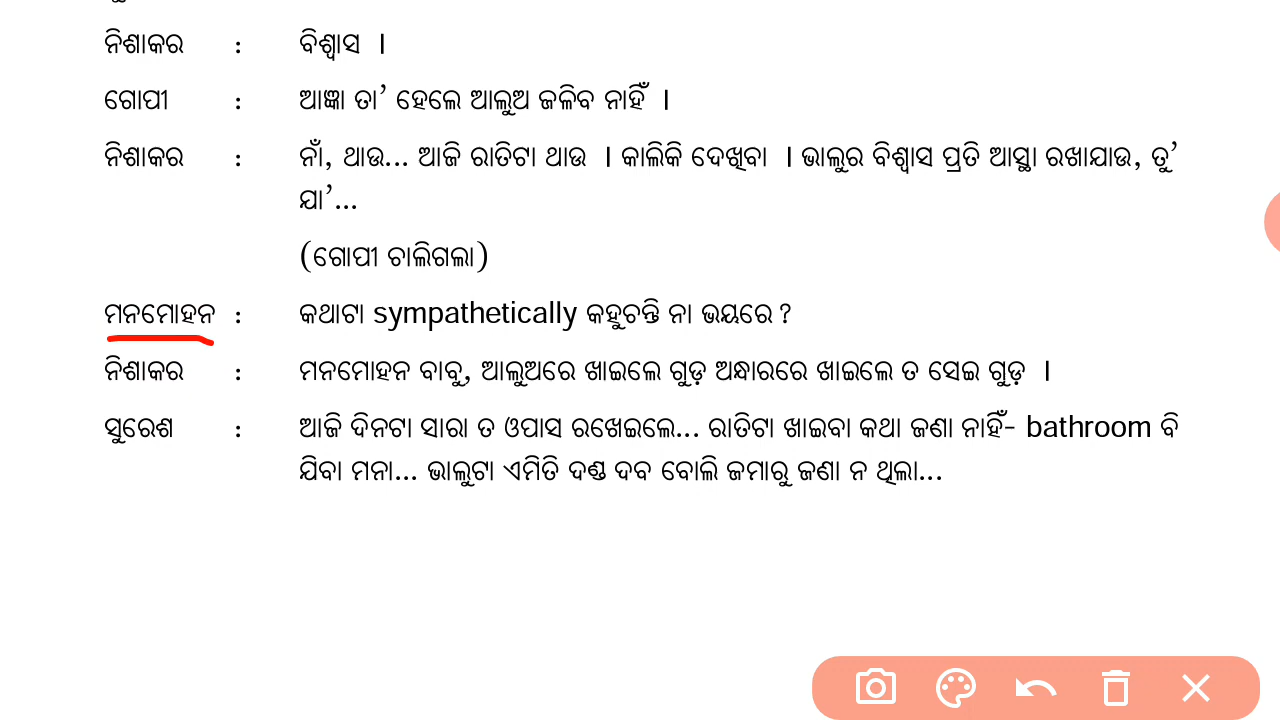 ନିଶାକର : ବିଶ୍ୱାସ ।
ଗୋପୀ : ଆଜ୍ଞା ତା’ ହେଲେ ଆଲୁଅ ଜଳିବ ନାହିଁ ।
ନିଶାକର : ନାଁ, ଥାଉ... ଆଜି ରାତିଟା ଥାଉ । କାଲିକି ଦେଖିବା । ଭାଲୁର ବିଶ୍ୱାସ ପ୍ରତି ଆସ୍ଥା ରଖାଯାଉ, ତୁ’
ଯା’...
(ଗୋପୀ ଚାଲିଗଲା)
ମନମୋହନ : କଥାଟା sympathetically କହୁଚନ୍ତି ନା ଭୟରେ ?
ନିଶାକର : ମନମୋହନ ବାବୁ, ଆଲୁଅରେ ଖାଇଲେ ଗୁଡ଼ ଅନ୍ଧାରରେ ଖାଇଲେ ତ ସେଇ ଗୁଡ଼ ।
ସୁରେଶ : ଆଜି ଦିନଟା ସାରା ତ ଓପାସ ରଖେଇଲେ... ରାତିଟା ଖାଇବା କଥା ଜଣା ନାହିଁ- bathroom ବି
ଯିବା ମନା... ଭାଲୁଟା ଏମିତି ଦଣ୍ଡ ଦବ ବୋଲି ଜମାରୁ ଜଣା ନ ଥିଲା...